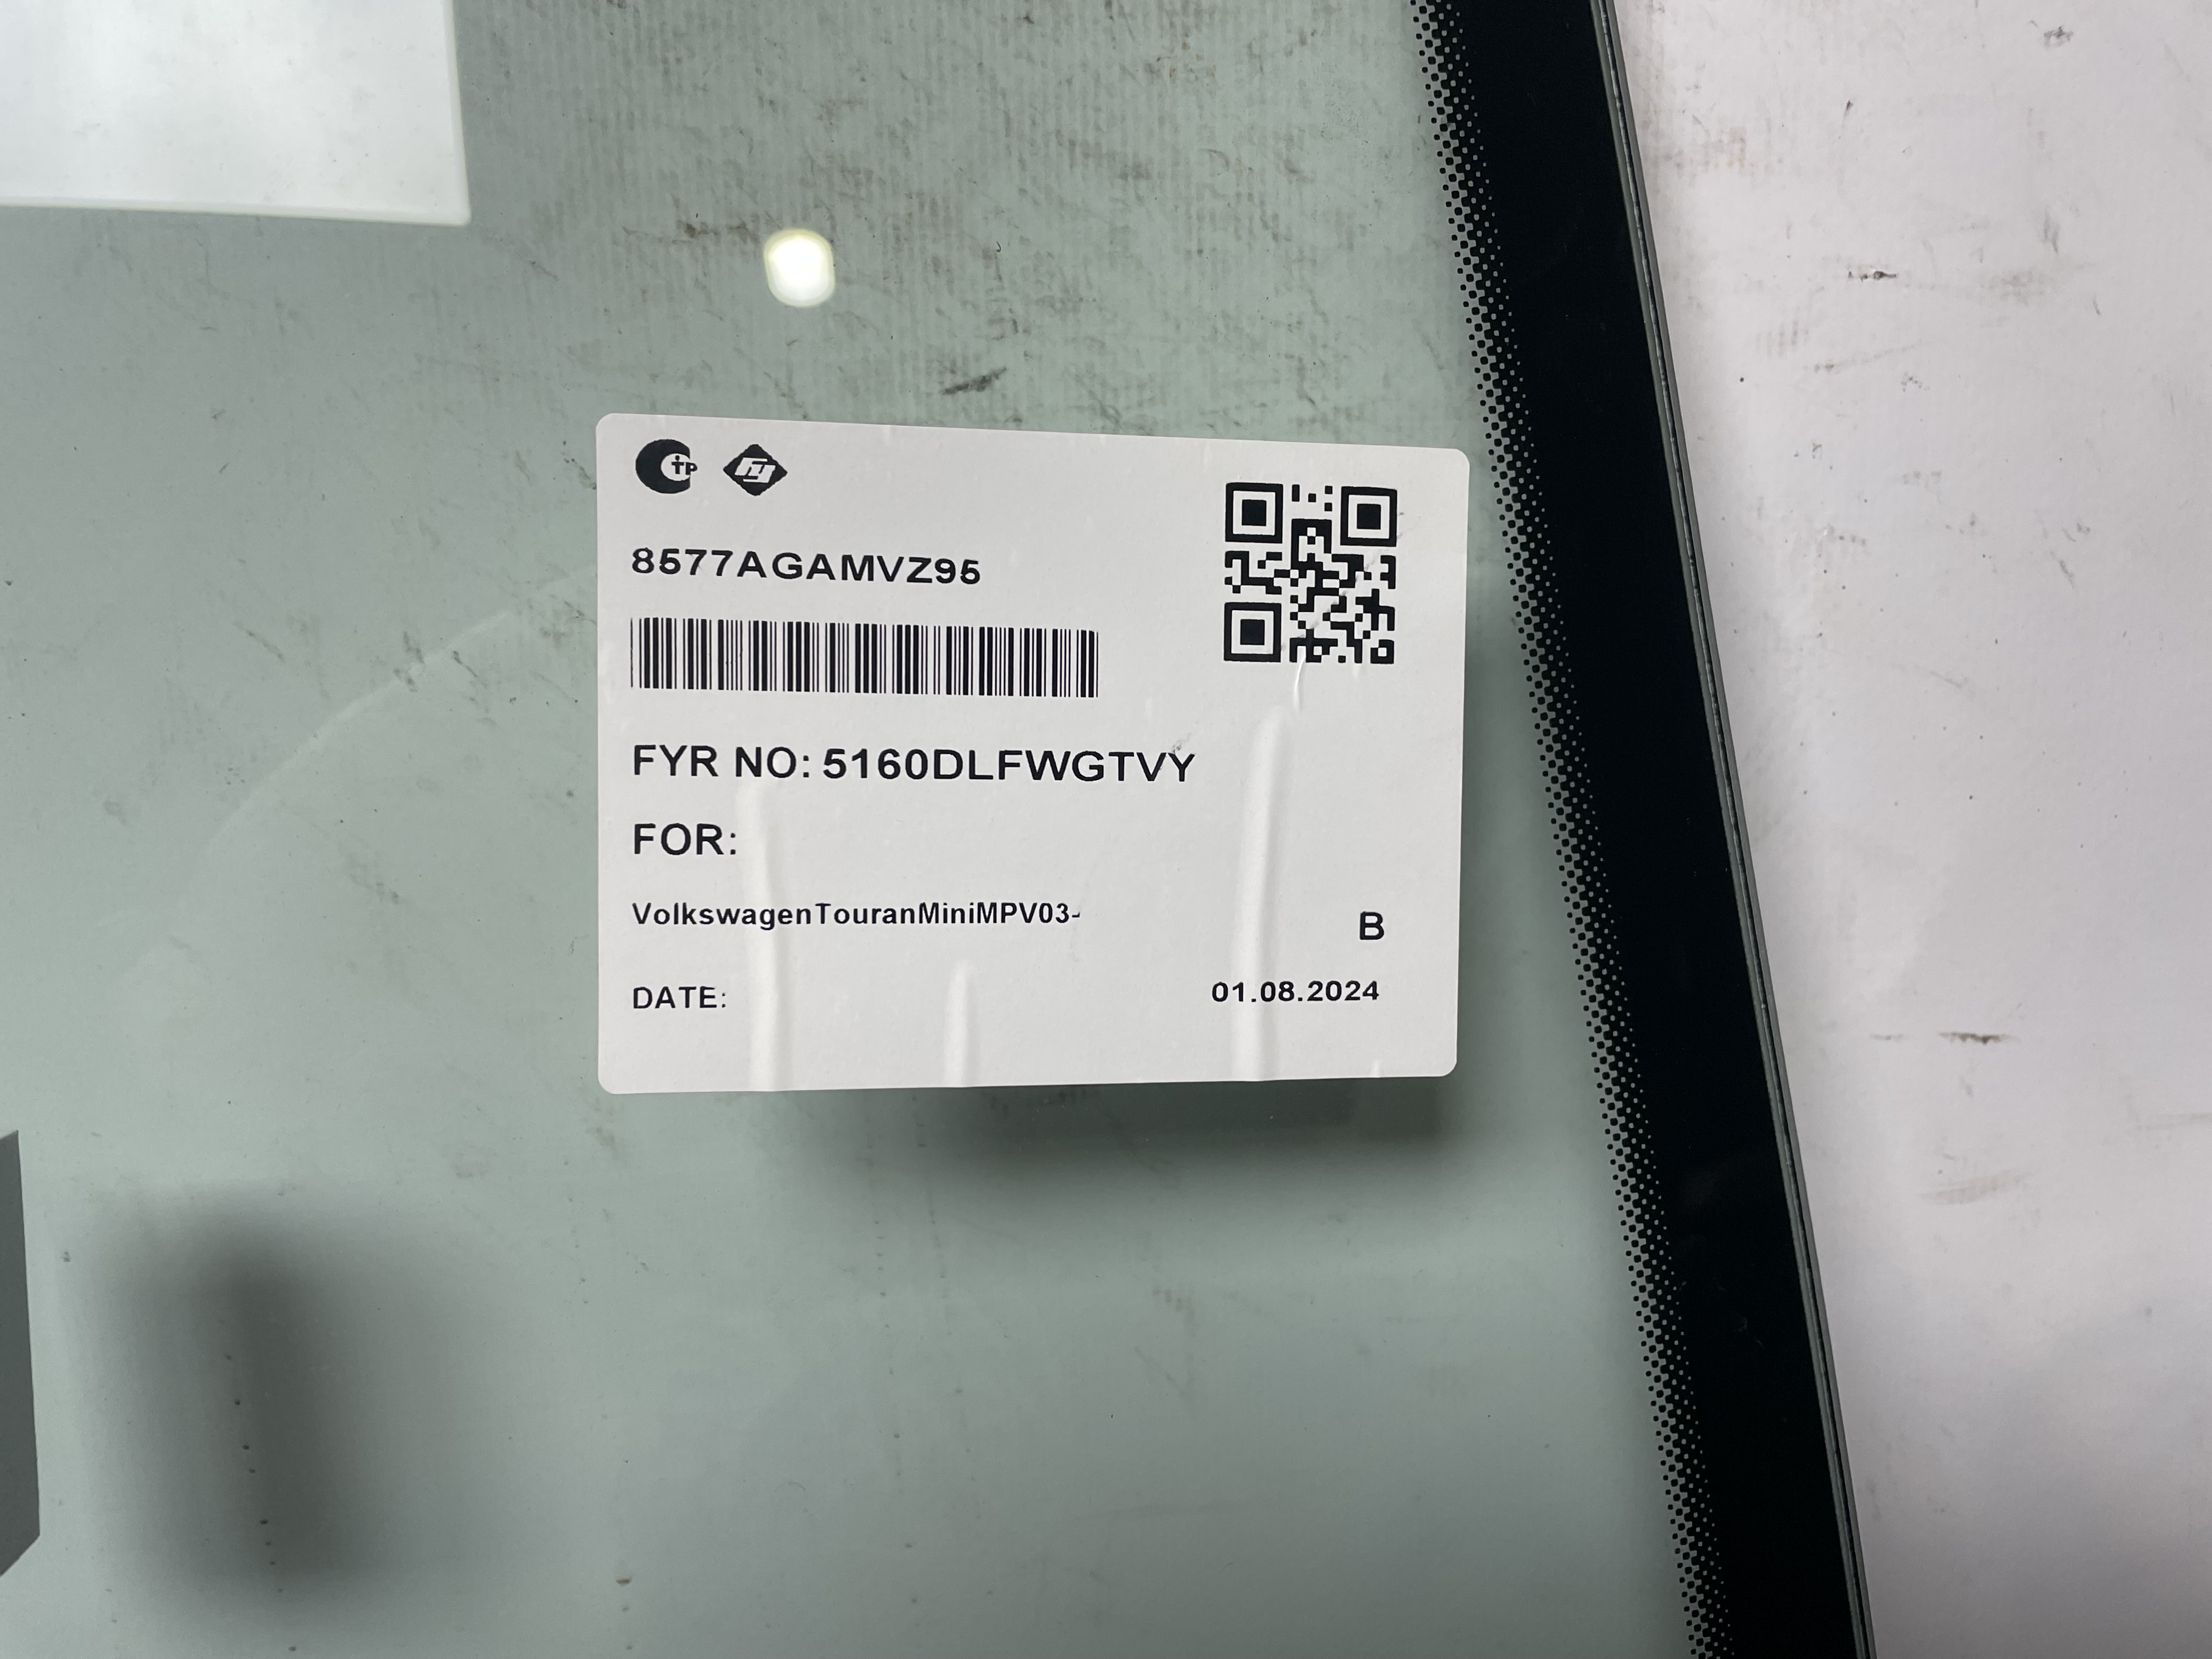 8577AGAMVZ95
FYR NO: 5160DLFWGTVY
FOR:
VolkswagenTouranMiniMPV03-
B
DATE: 01.08.2024